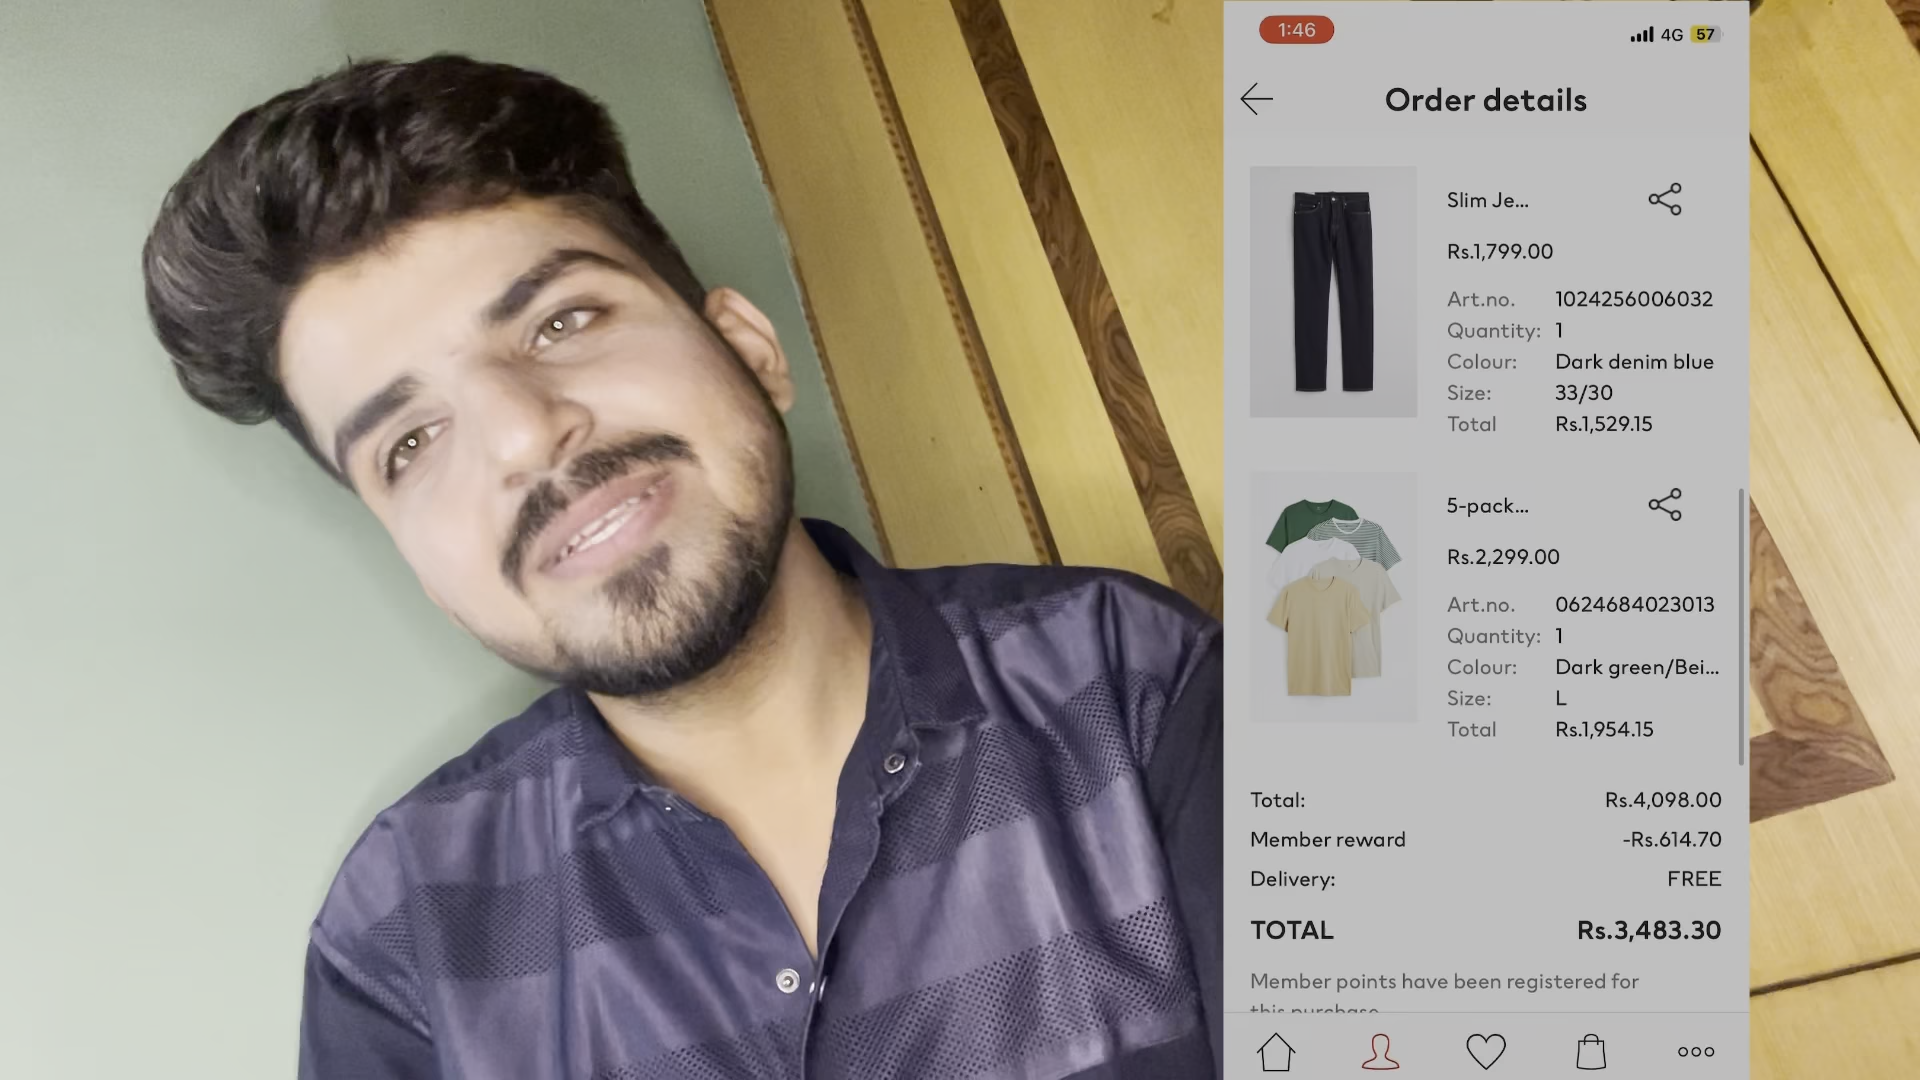 1:46
4G 57
Order details
Slim Je...
Rs.1,799.00
Art.no. 1024256006032
Quantity: 1
Colour: Dark denim blue
Size: 33/30
Total Rs.1,529.15
5-pack...
Rs.2,299.00
Art.no. 0624684023013
Quantity: 1
Colour: Dark green/Bei...
Size: L
Total Rs.1,954.15
Total: Rs.4,098.00
Member reward -Rs.614.70
Delivery: FREE
TOTAL Rs.3,483.30
Member points have been registered for
this purchase